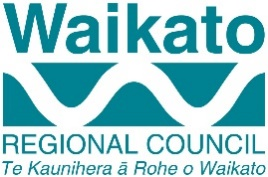 Waikato
REGIONAL COUNCIL
Te Kaunihera ā Rohe o Waikato